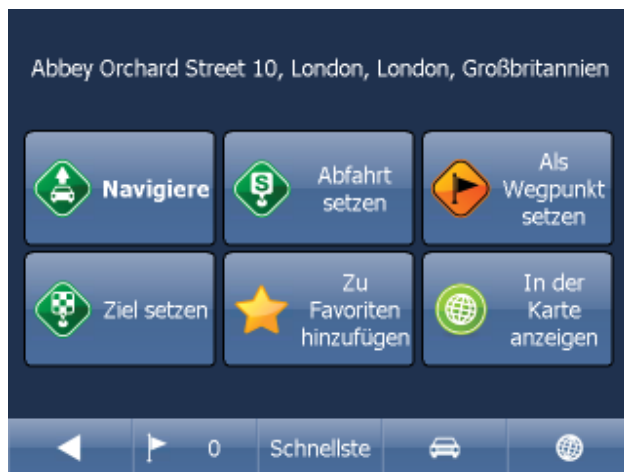 Abbey Orchard Street 10, London, London, Großbritannien
Navigiere
S
Abfahrt
setzen
Als
Wegpunkt
setzen
Ziel setzen
Zu
Favoriten
hinzufügen
In der
Karte
anzeigen
0
Schnellste